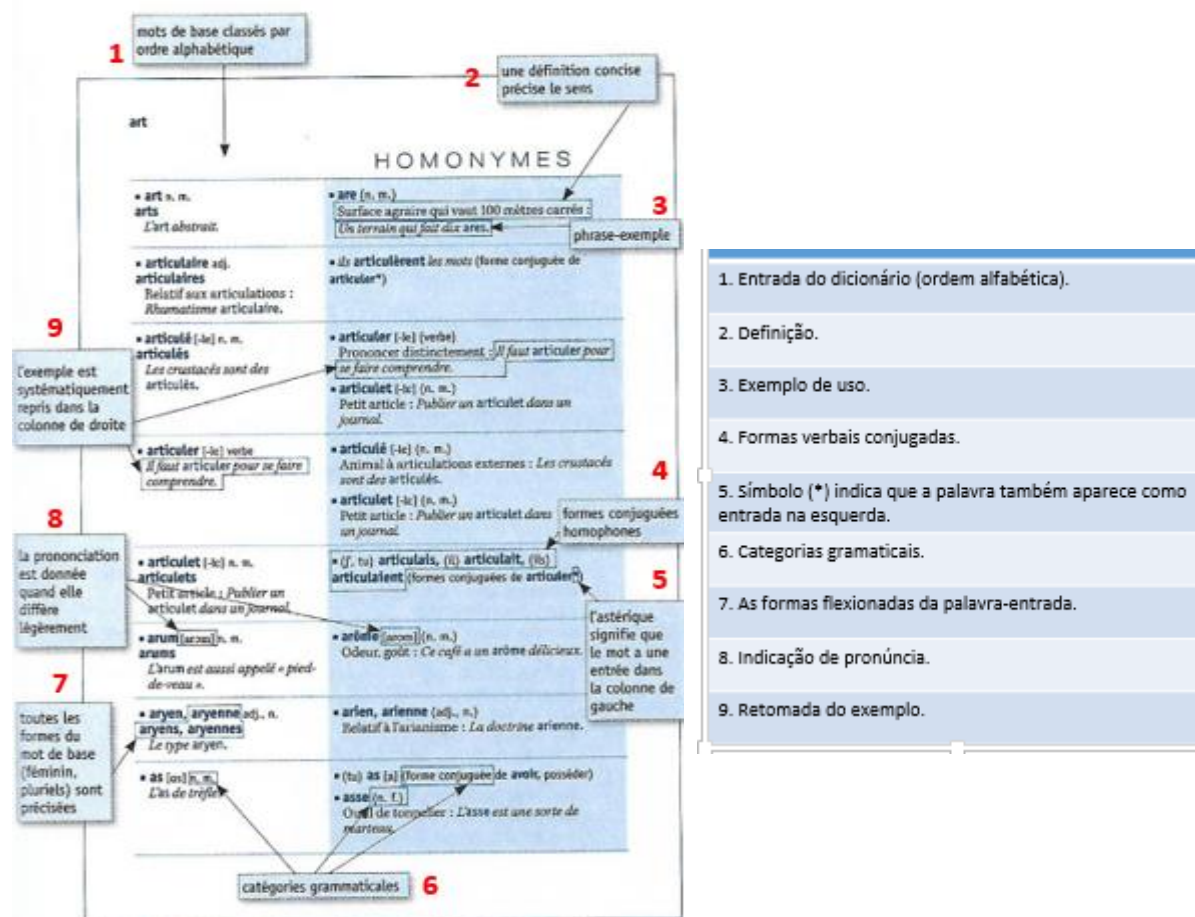 mots de base classés par
ordre alphabétique
1
2
une définition concise
précise le sens
art
HOMONYMES
• art n. m.
arts
L'art abstrait.
• are (n. m.)
Surface agraire qui vaut 100 mètres carrés :
Un terrain qui fait dix ares.
3
phrase-exemple
• articulaire adj.
articulaires
Relatif aux articulations :
Rhumatisme articulaire.
• ils articulèrent les mots (forme conjuguée de
articuler*)
9
l'exemple est
systématiquement
repris dans la
colonne de droite
• articulé [-le] n. m.
articulés
Les crustacés sont des
articulés.
• articuler [-le] (verbe)
Prononcer distinctement : Il faut articuler pour
se faire comprendre.
• articulet [-le] (n. m.)
Petit article : Publier un articulet dans un
journal.
• articuler [-le] verbe
Il faut articuler pour se faire
comprendre.
• articulé [-le] (n. m.)
Animal à articulations externes : Les crustacés
sont des articulés.
• articulet [-le] (n. m.)
Petit article : Publier un articulet dans
un journal.
4
formes conjuguées
homophones
8
la prononciation
est donnée
quand elle
diffère
légèrement
• articulet [-le] n. m.
articulets
Petit article : Publier un
articulet dans un journal.
• (j', tu) articulais, (il) articulait, (ils)
articulaient (formes conjuguées de articuler*)
5
l'astérique
signifie que
le mot a une
entrée dans
la colonne de
gauche
• arum n. m.
arums
L'arum est aussi appelé « pied-
de-veau ».
• arôme (n. m.)
Odeur, goût : Ce café a un arôme délicieux.
7
toutes les
formes du
mot de base
(féminin,
pluriels) sont
précisées
• aryen, aryenne adj., n.
aryens, aryennes
Le type aryen.
• arien, arienne (adj., n.)
Relatif à l'arianisme : La doctrine arienne.
• as [as] n. m.
L'as de trèfle.
• (tu) as [a] (forme conjuguée de avoir, posséder)
• asse (n. f.)
Outil de tonnelier : L'asse est une sorte de
marteau.
catégories grammaticales
6
1. Entrada do dicionário (ordem alfabética).
2. Definição.
3. Exemplo de uso.
4. Formas verbais conjugadas.
5. Símbolo (*) indica que a palavra também aparece como
entrada na esquerda.
6. Categorias gramaticais.
7. As formas flexionadas da palavra-entrada.
8. Indicação de pronúncia.
9. Retomada do exemplo.